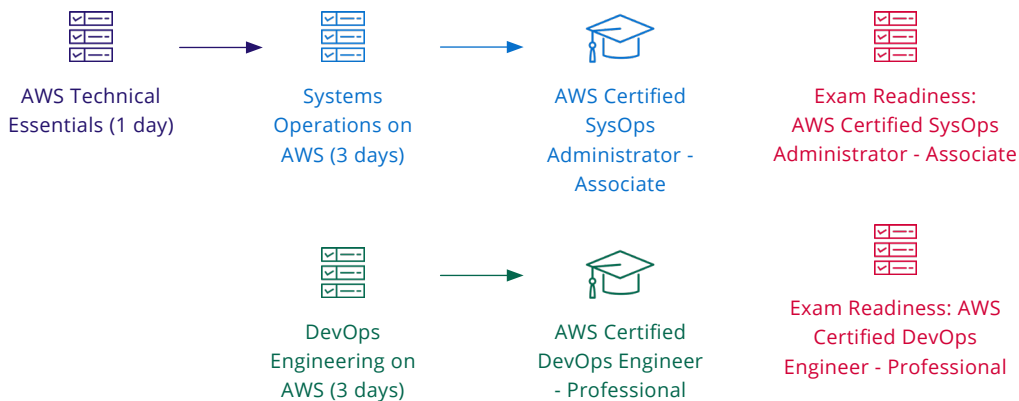 AWS Technical
Essentials (1 day)
Systems
Operations on
AWS (3 days)
AWS Certified
SysOps
Administrator -
Associate
Exam Readiness:
AWS Certified SysOps
Administrator - Associate
DevOps
Engineering on
AWS (3 days)
AWS Certified
DevOps Engineer
- Professional
Exam Readiness: AWS
Certified DevOps
Engineer - Professional